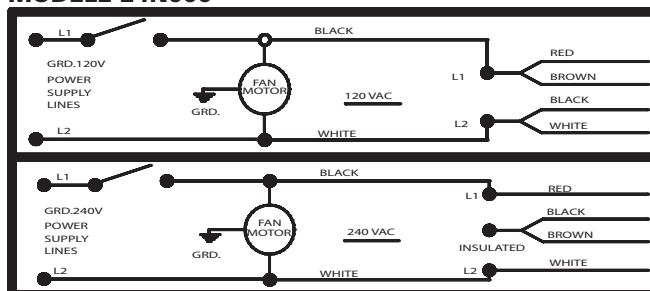 L1
BLACK
GRD.120V
POWER
SUPPLY
LINES
FAN
MOTOR
GRD.
120 VAC
L1
RED
BROWN
L2
BLACK
WHITE
L2
WHITE
L1
BLACK
GRD.240V
POWER
SUPPLY
LINES
FAN
MOTOR
GRD.
240 VAC
L1
RED
BLACK
BROWN
INSULATED
L2
WHITE
L2
WHITE